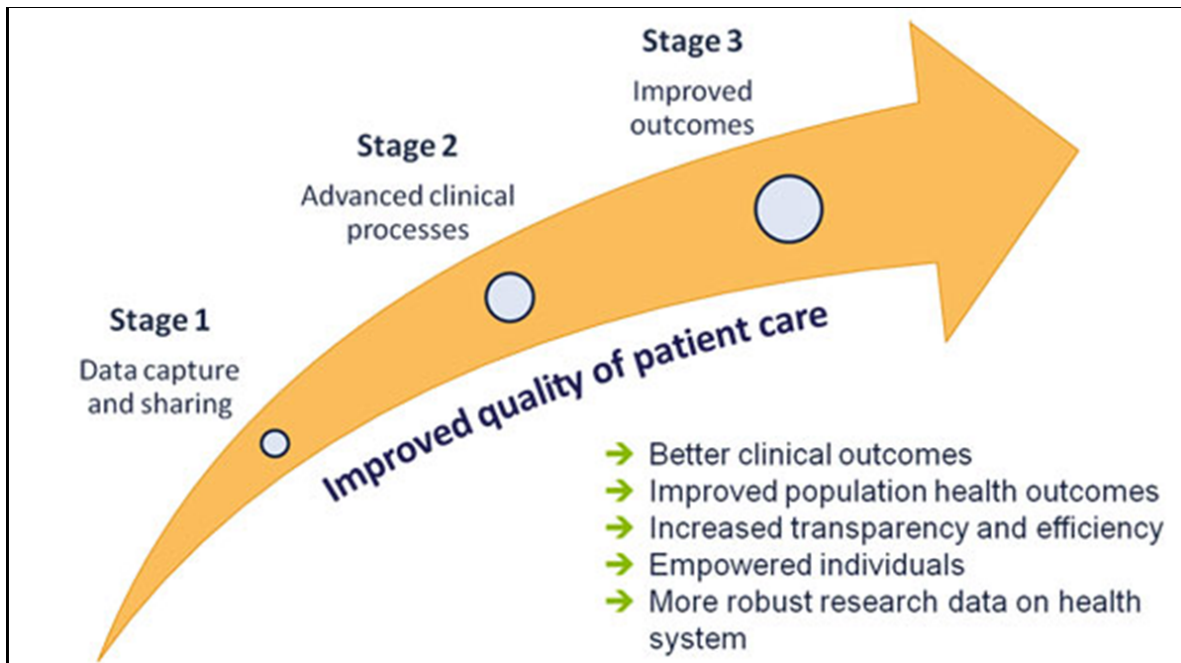 Stage 1
Data capture
and sharing
Stage 2
Advanced clinical
processes
Stage 3
Improved
outcomes
Improved quality of patient care
Better clinical outcomes
Improved population health outcomes
Increased transparency and efficiency
Empowered individuals
More robust research data on health
system